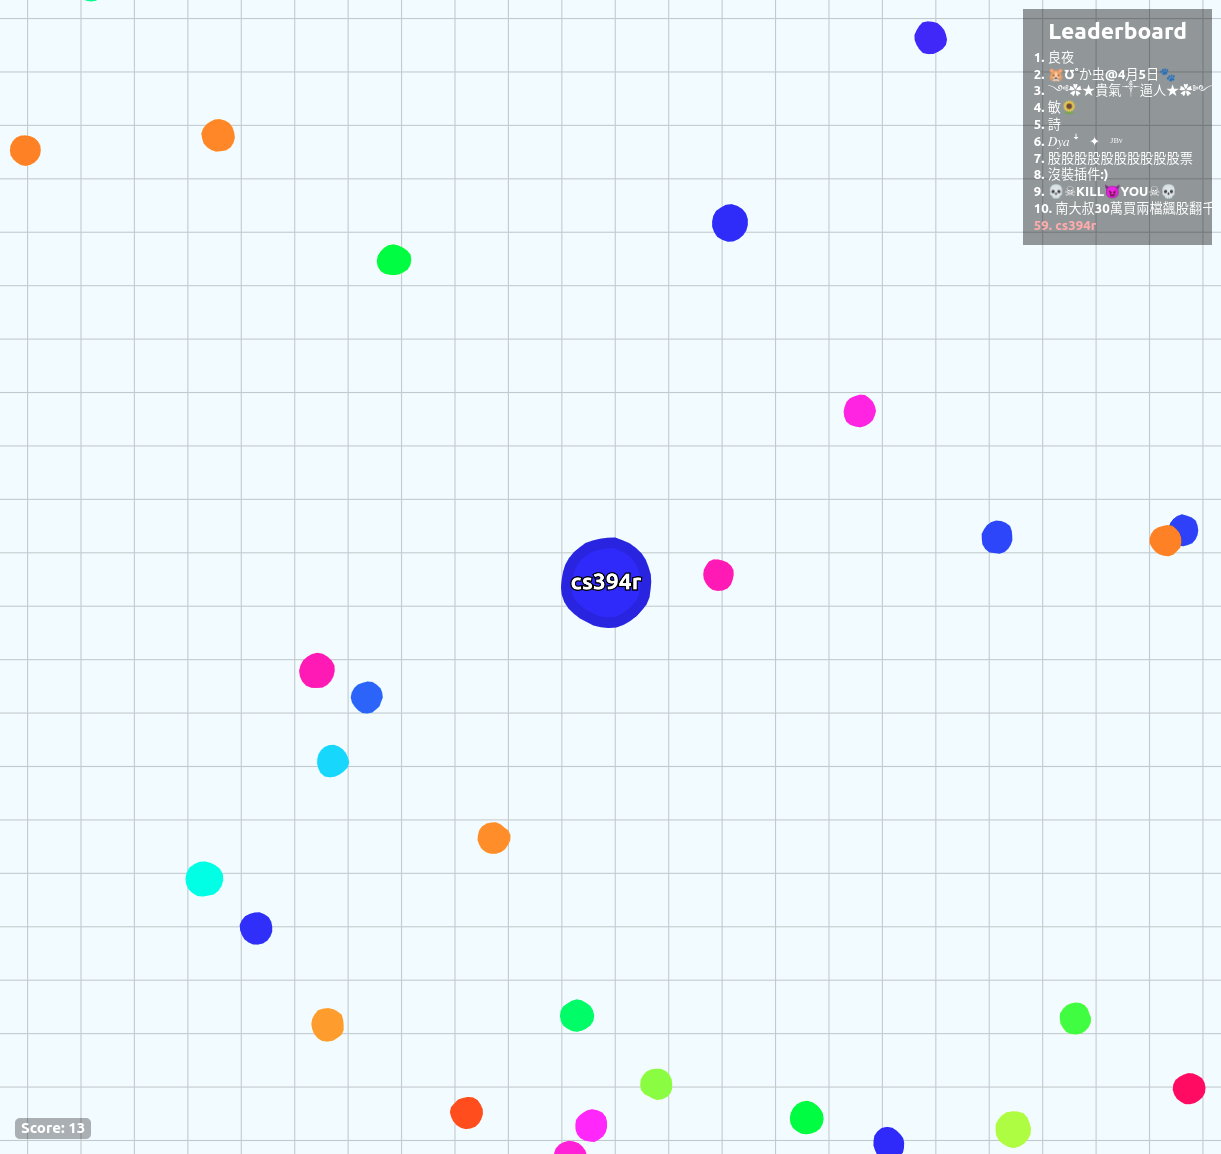 Leaderboard
1. 良夜
2. 🐹℧˚か虫@4月5日🐾
3. ༺✿★貴氣╬逼人★✿༻
4. 敏🌻
5. 詩
6. Dya ꜜ ✦ ᴶᴮᵛ
7. 股股股股股股股股股股票
8. 沒裝插件:)
9. 💀☠KILL😈YOU☠💀
10. 南大叔30萬買兩檔飆股翻千
59. cs394r
cs394r
Score: 13